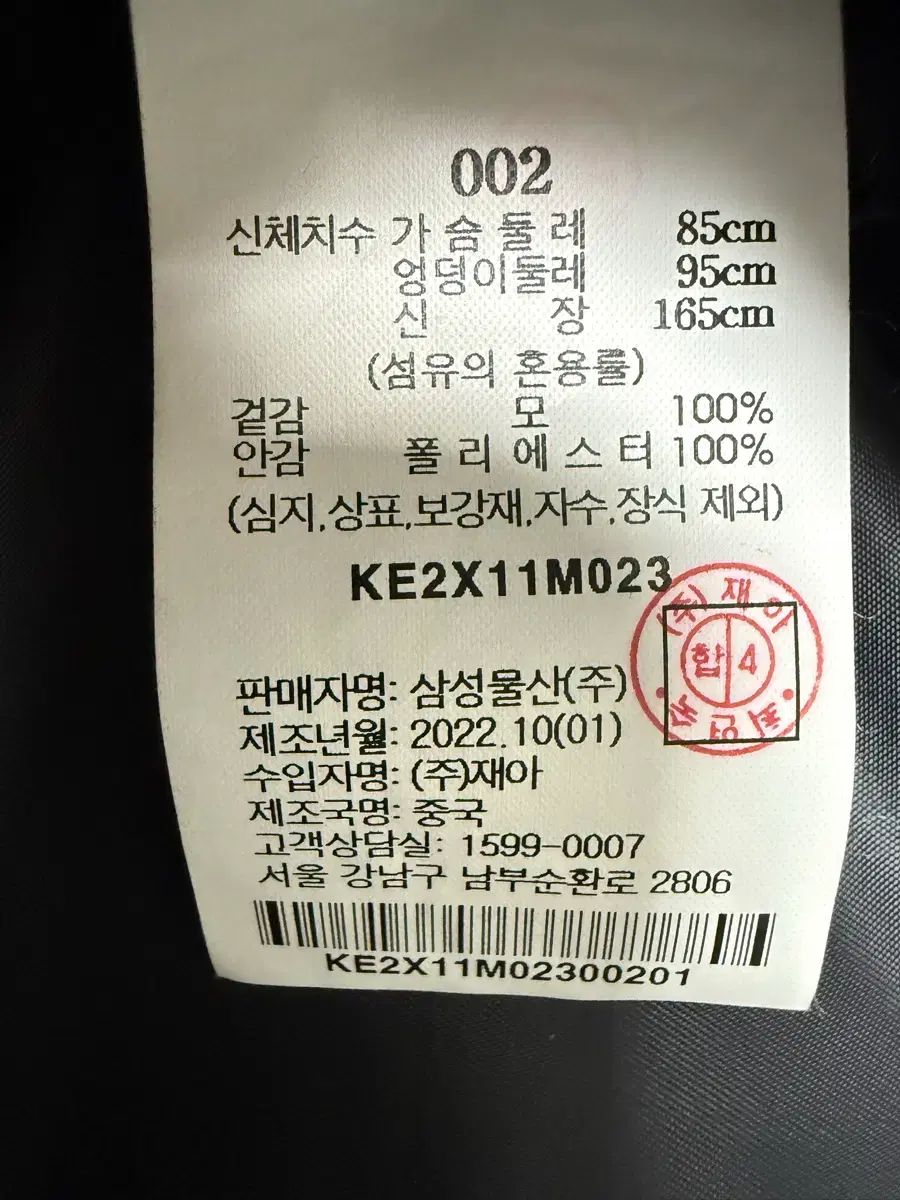 002
신체치수 가 슴 둘 레 85cm
엉덩이둘레 95cm
신 장 165cm
(섬유의 혼용률)
겉감 모 100%
안감 폴 리 에 스 터 100%
(심지,상표,보강재,자수,장식 제외)
KE2X11M023
(주) 재 아
합 4
판매자명: 삼성물산(주)
제조년월: 2022.10(01)
수입자명: (주)재아
제조국명: 중국
고객상담실: 1599-0007
서울 강남구 남부순환로 2806
KE2X11M02300201